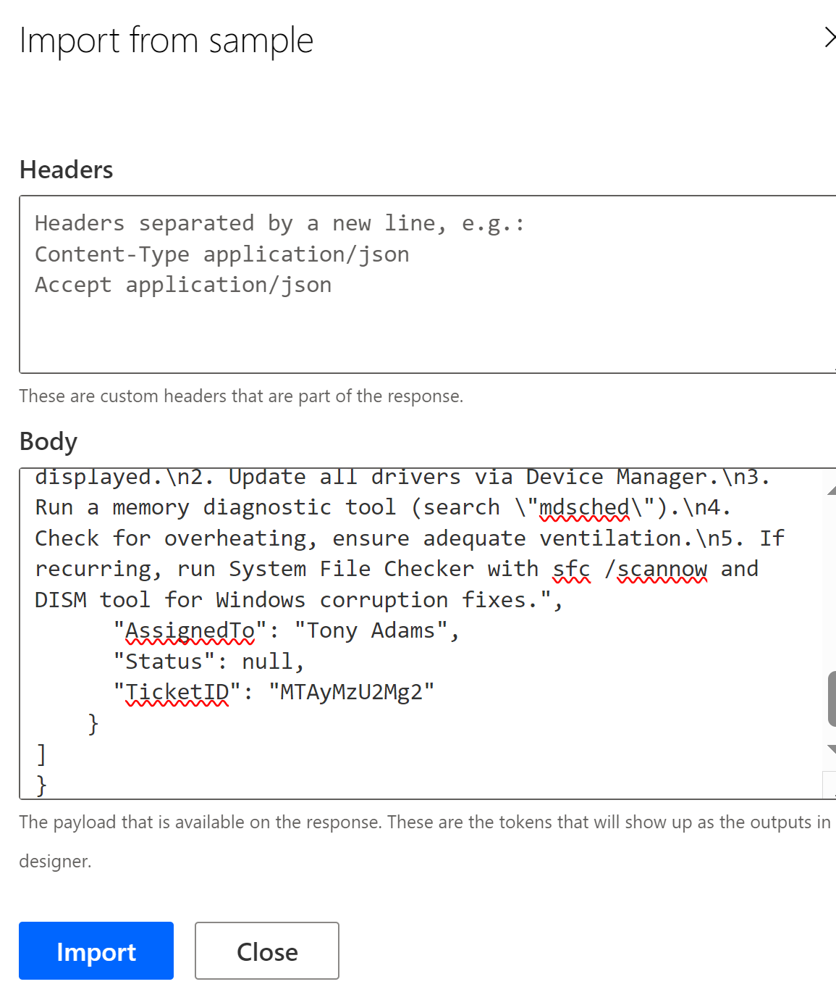 Import from sample
Headers
Headers separated by a new line, e.g.:
Content-Type application/json
Accept application/json
These are custom headers that are part of the response.
Body
displayed.\n2. Update all drivers via Device Manager.\n3.
Run a memory diagnostic tool (search \"mdsched\").\n4.
Check for overheating, ensure adequate ventilation.\n5. If
recurring, run System File Checker with sfc /scannow and
DISM tool for Windows corruption fixes.",
"AssignedTo": "Tony Adams",
"Status": null,
"TicketID": "MTAyMzU2Mg2"
}
]
}
The payload that is available on the response. These are the tokens that will show up as the outputs in
designer.
Import
Close